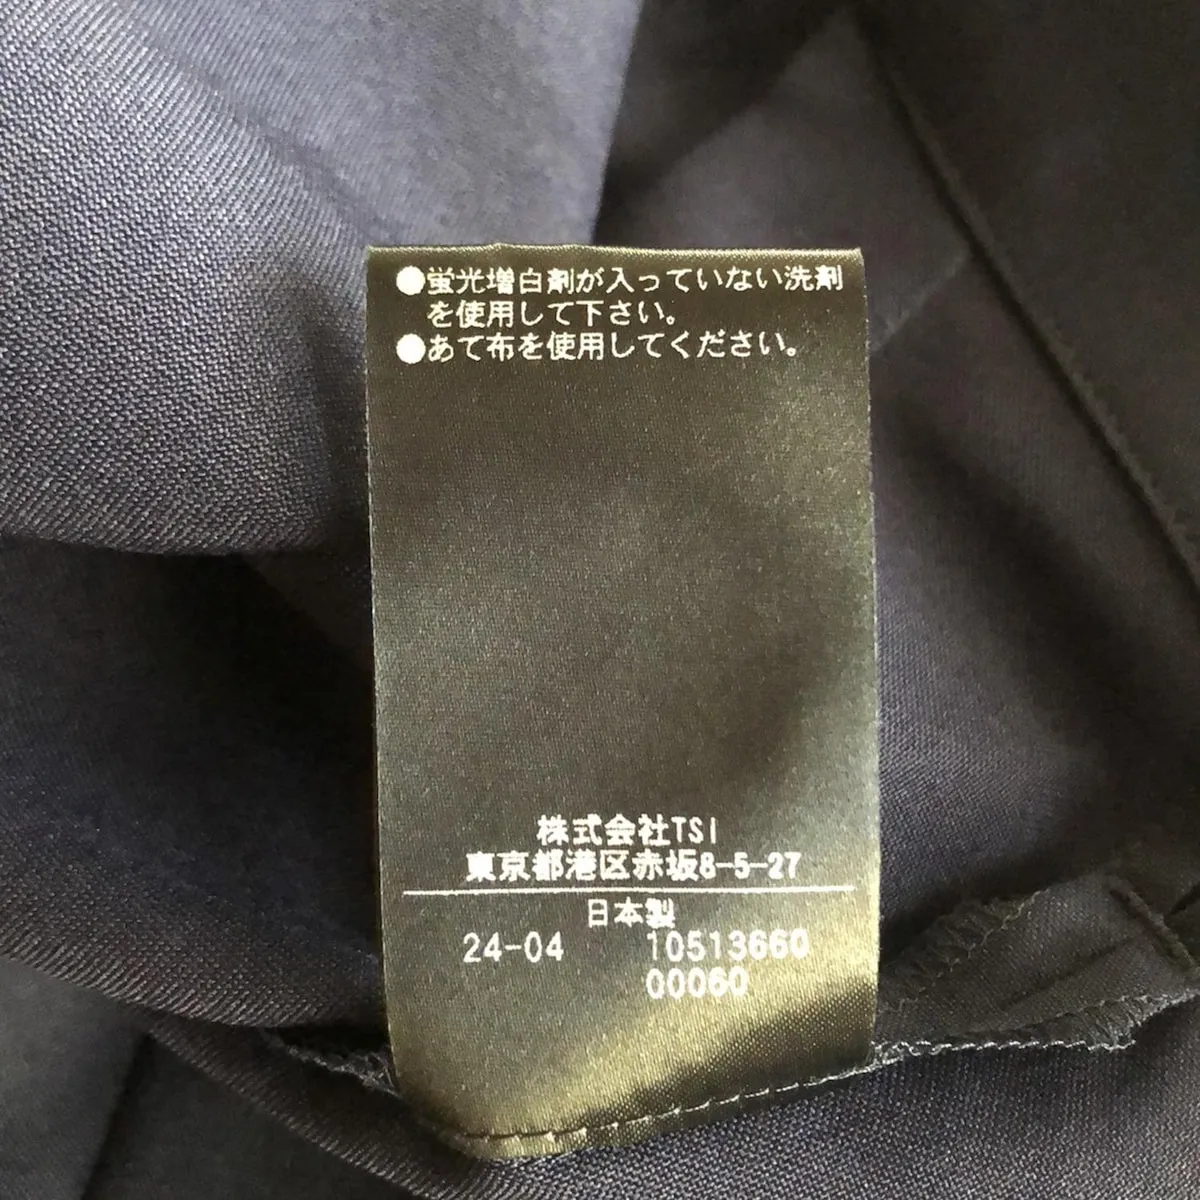 ●蛍光増白剤が入っていない洗剤
を使用して下さい。
●あて布を使用してください。
株式会社TSI
東京都港区赤坂8-5-27
日本製
24-04 10513660
00060